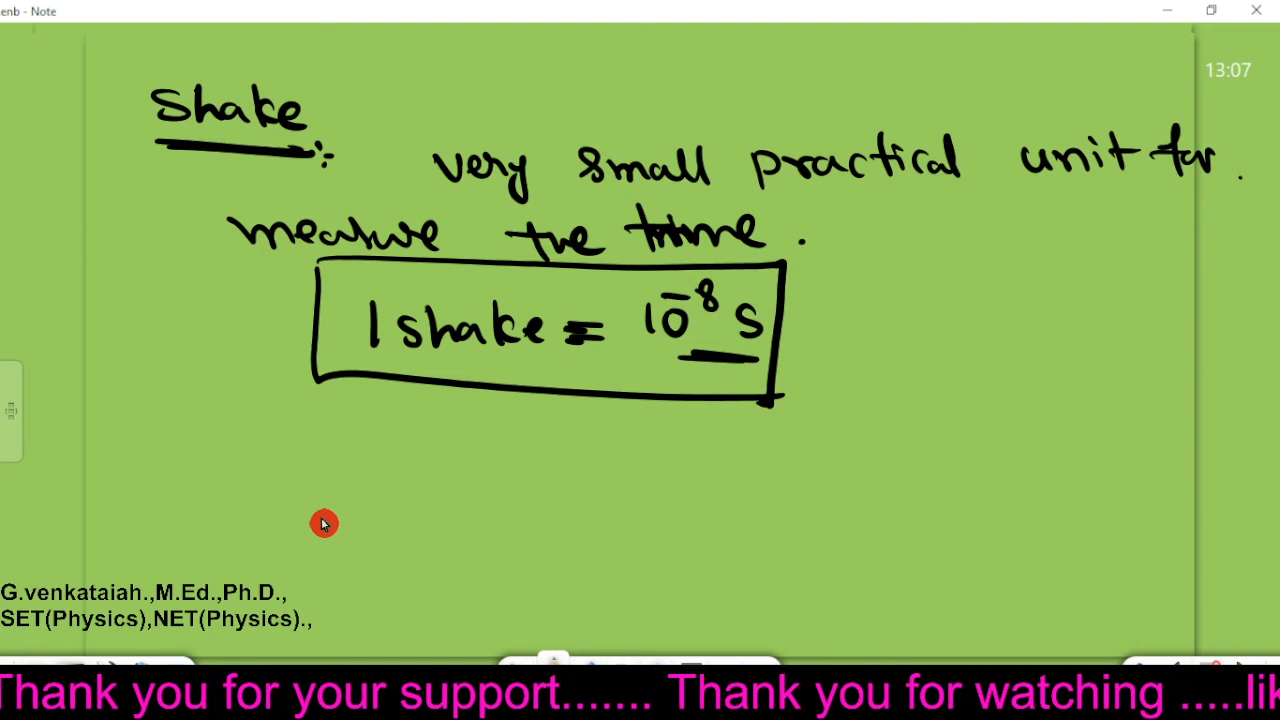 enb - Note
13:07
Shake :-
very small practical unit for
measure the time.
1 shake = 10⁻⁸ S
G.venkataiah.,M.Ed.,Ph.D.,
SET(Physics),NET(Physics).,
Thank you for your support....... Thank you for watching .....lik